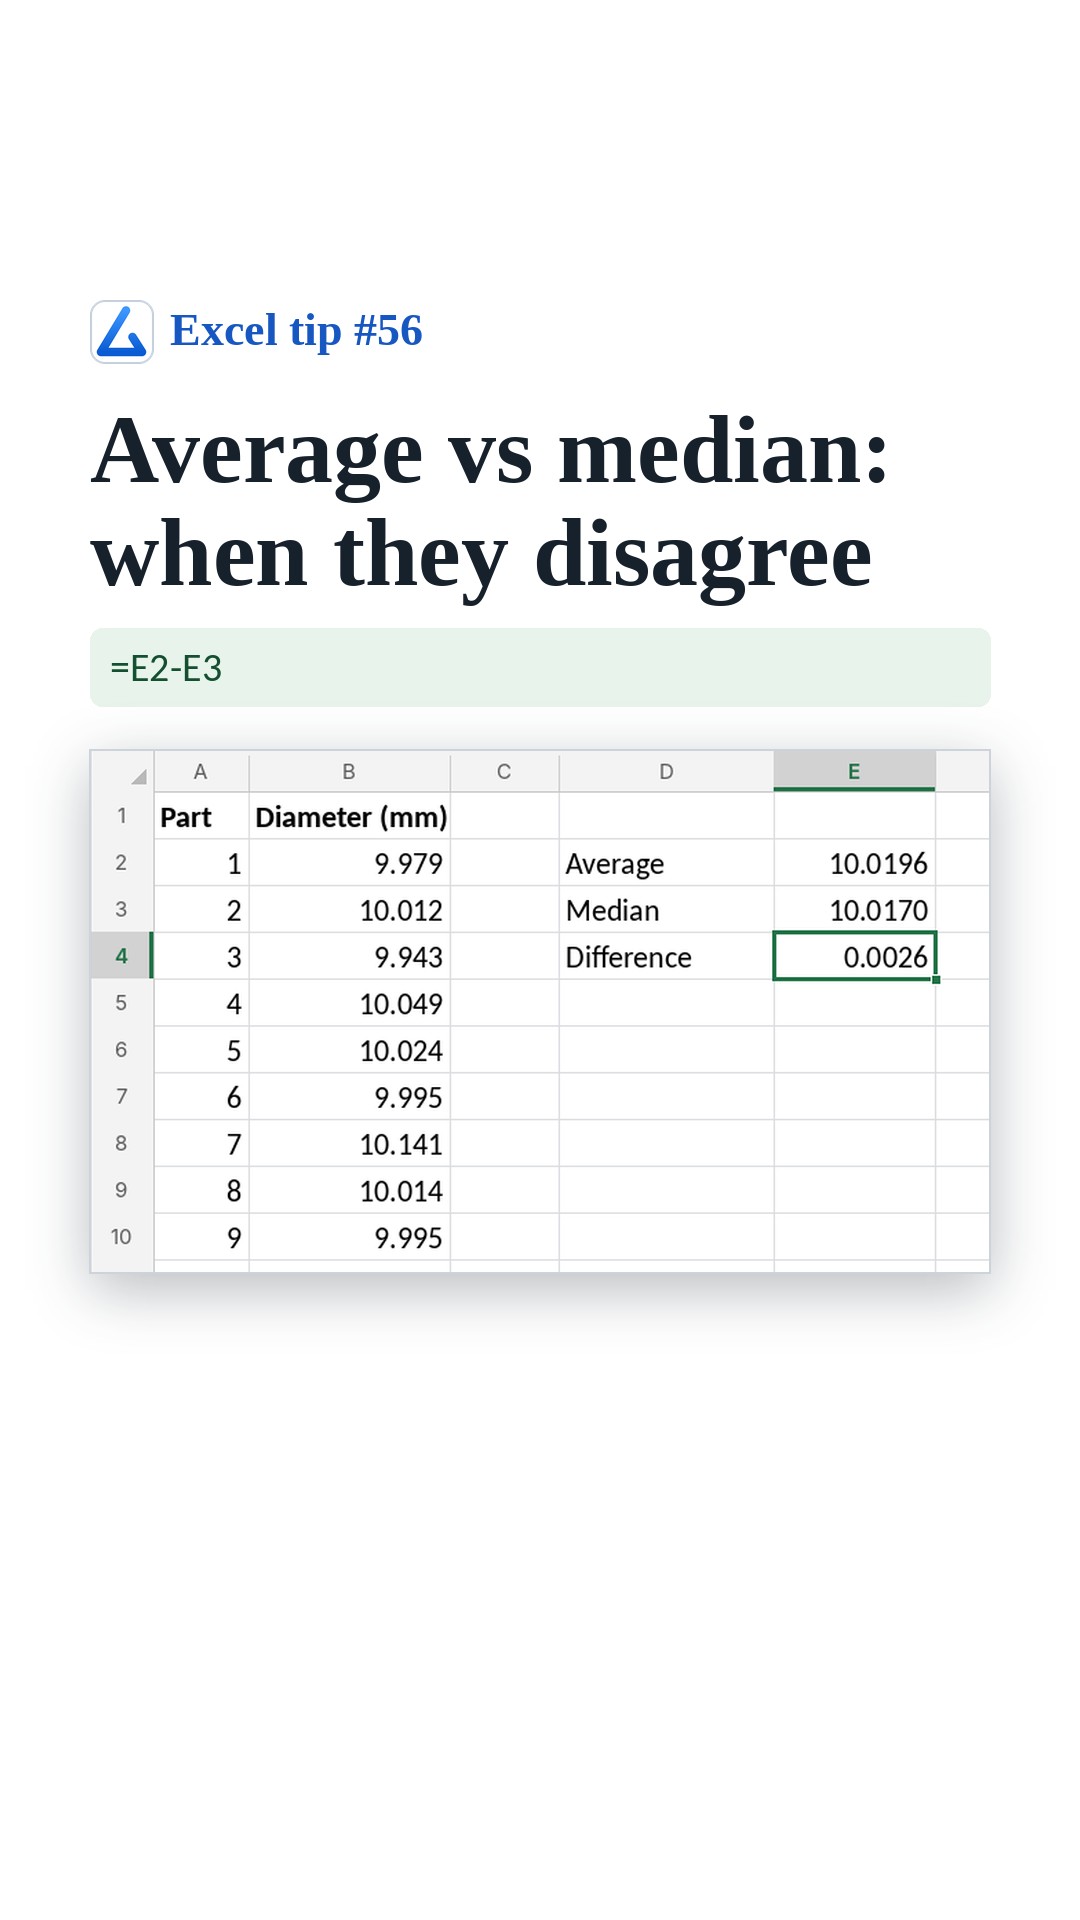 Excel tip #56
Average vs median:
when they disagree
=E2-E3
A B C D E
1 Part Diameter (mm)
2 1 9.979 Average 10.0196
3 2 10.012 Median 10.0170
4 3 9.943 Difference 0.0026
5 4 10.049
6 5 10.024
7 6 9.995
8 7 10.141
9 8 10.014
10 9 9.995